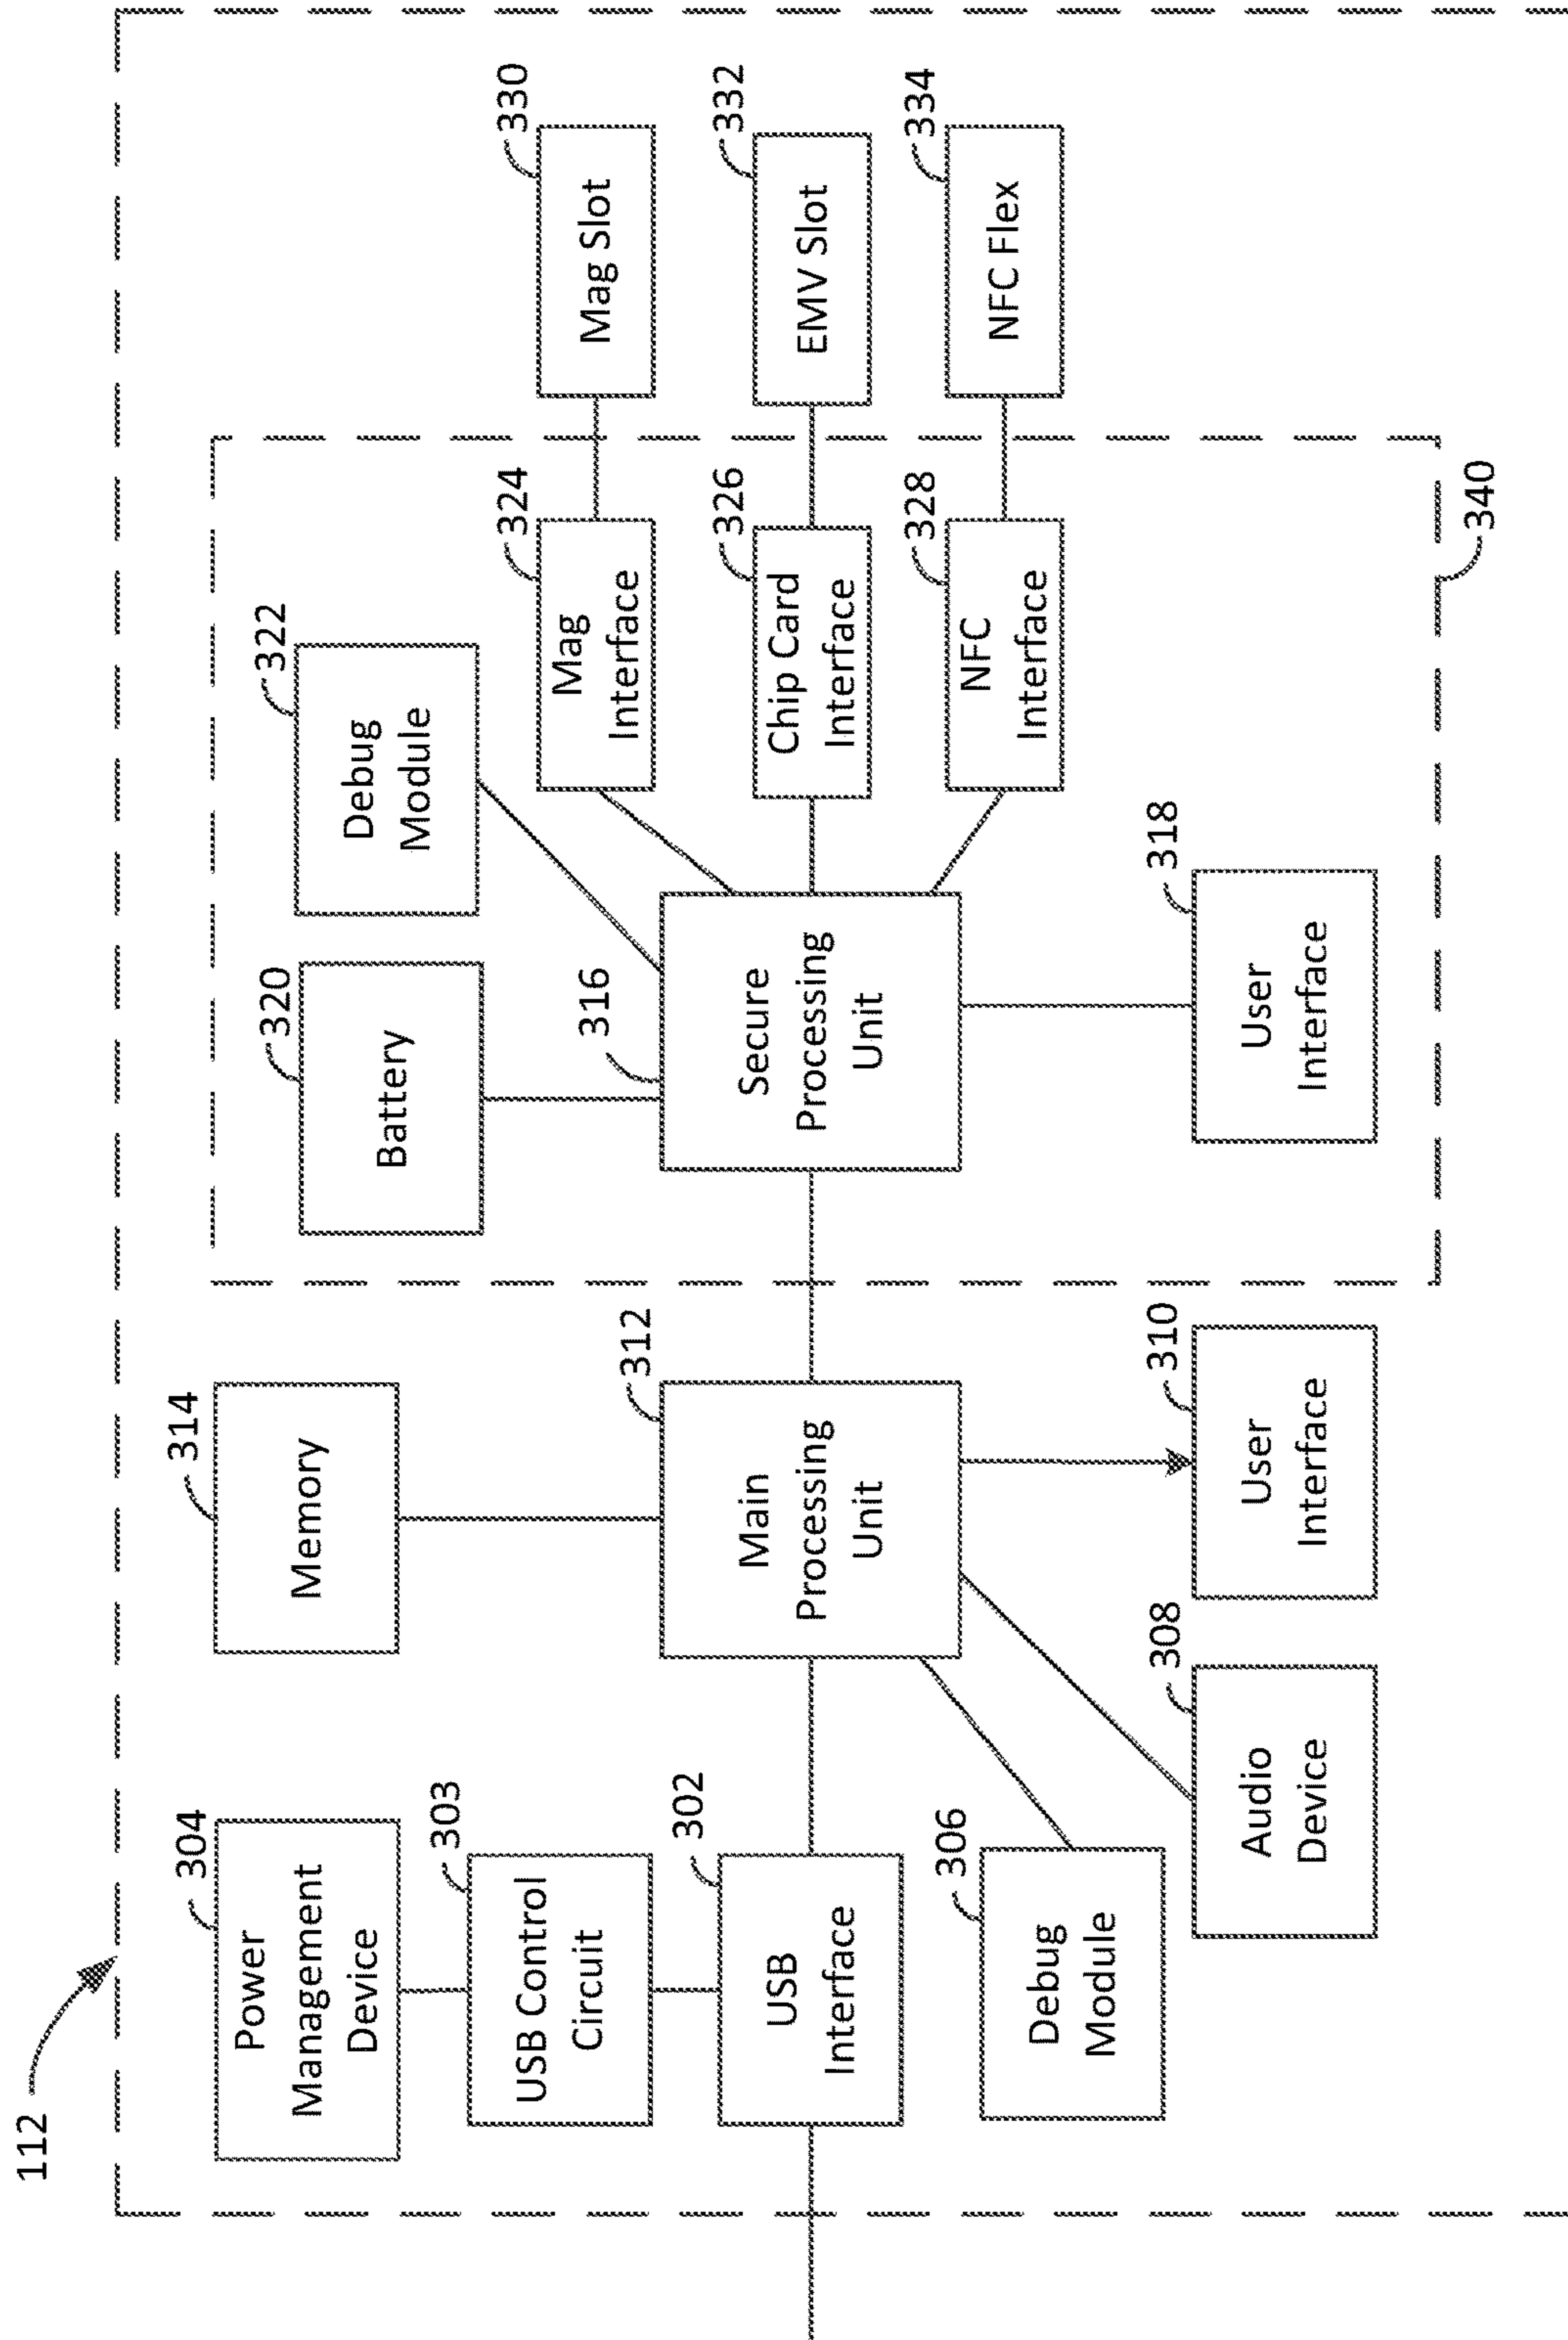 112
304
Power
Management
Device
303
USB Control
Circuit
302
USB
Interface
306
Debug
Module
308
Audio
Device
314
Memory
312
Main
Processing
Unit
310
User
Interface
320
Battery
322
Debug
Module
316
Secure
Processing
Unit
318
User
Interface
324
Mag
Interface
326
Chip Card
Interface
328
NFC
Interface
340
330
Mag Slot
332
EMV Slot
334
NFC Flex